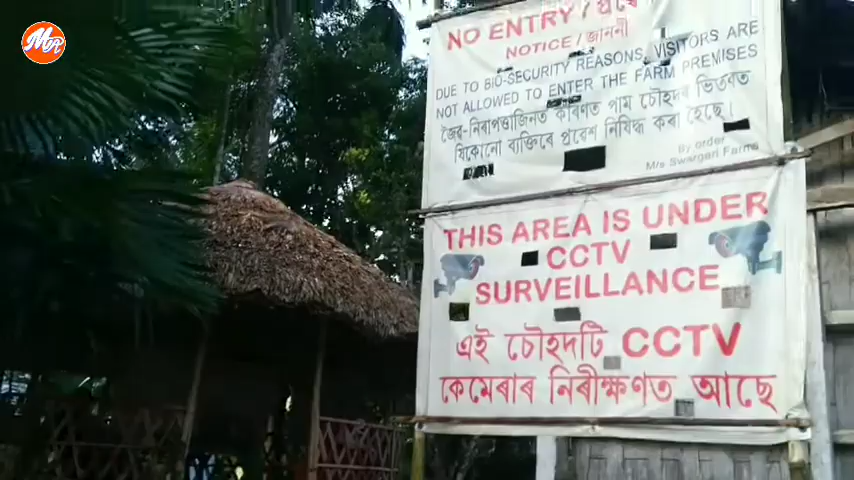 MR
NO ENTRY / প্ৰৱেশ
NOTICE / জাননী
DUE TO BIO-SECURITY REASONS, VISITORS ARE
NOT ALLOWED TO ENTER THE FARM PREMISES
জৈৱ-নিৰাপত্তাজনিত কাৰণত পাম চৌহদৰ ভিতৰত
যিকোনো ব্যক্তিৰে প্ৰৱেশ নিষিদ্ধ কৰা হৈছে।
By order
M/s Swargari Farm
THIS AREA IS UNDER
CCTV
SURVEILLANCE
এই চৌহদটি CCTV
কেমেৰাৰ নিৰীক্ষণত আছে